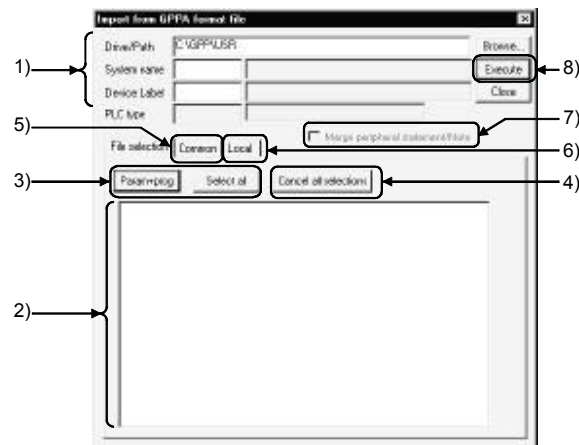 Import from GPPA format file
Drive/Path C:\GPPA\USR Browse...
1) System name Execute 8)
Device Label Close
PLC type
5) 7)
Merge peripheral statement/Note
File selection Common Local 6)
3) Param+prog Select all Cancel all selections 4)
2)